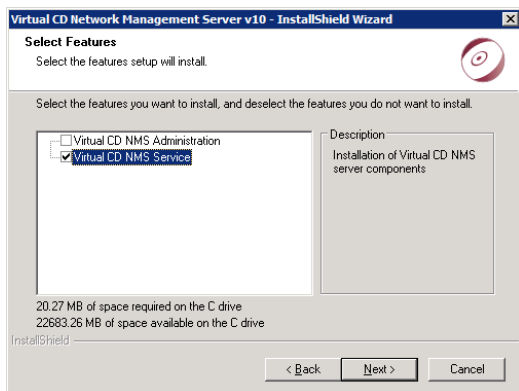 Virtual CD Network Management Server v10 - InstallShield Wizard
Select Features
Select the features setup will install.
Select the features you want to install, and deselect the features you do not want to install.
Virtual CD NMS Administration
Virtual CD NMS Service
Description
Installation of Virtual CD NMS
server components
20.27 MB of space required on the C drive
22683.26 MB of space available on the C drive
InstallShield
< Back
Next >
Cancel